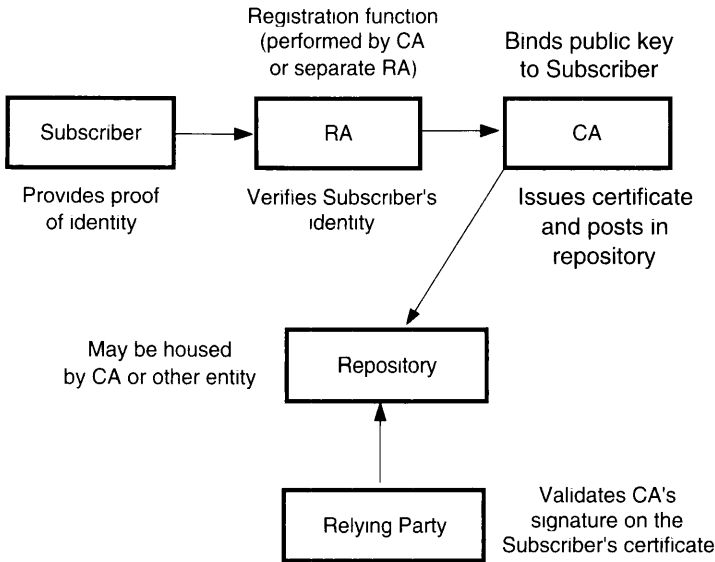 Registration function
(performed by CA
or separate RA)
Binds public key
to Subscriber
Subscriber
RA
CA
Provides proof
of identity
Verifies Subscriber's
identity
Issues certificate
and posts in
repository
May be housed
by CA or other entity
Repository
Relying Party
Validates CA's
signature on the
Subscriber's certificate